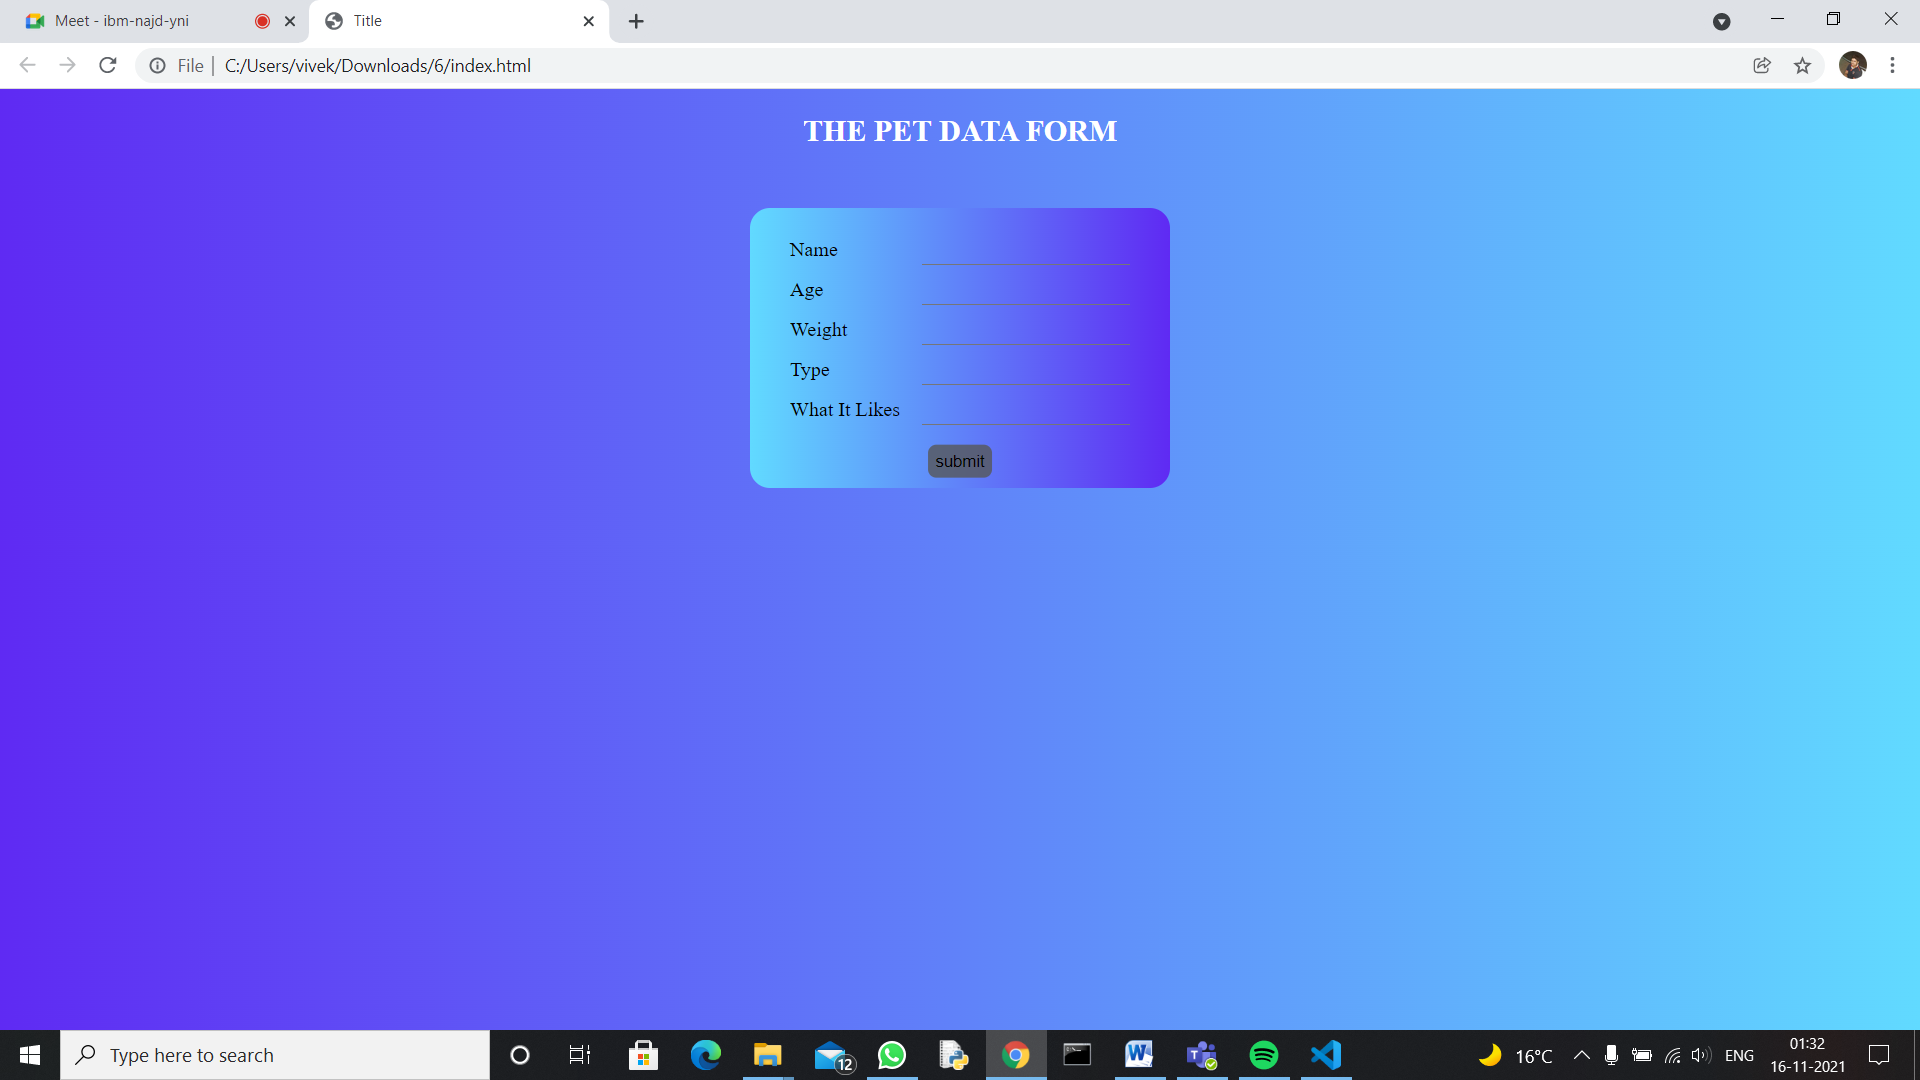 Meet - ibm-najd-yni
Title
File
C:/Users/vivek/Downloads/6/index.html
THE PET DATA FORM
Name
Age
Weight
Type
What It Likes
submit
Type here to search
12
16°C
ENG
01:32
16-11-2021